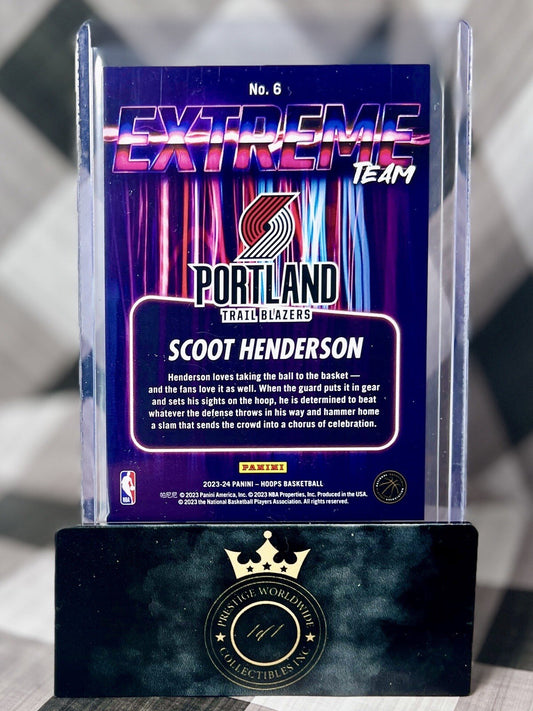 No. 6
EXTREME
TEAM
PORTLAND
TRAIL BLAZERS
SCOOT HENDERSON
Henderson loves taking the ball to the basket —
and the fans love it as well. When the guard puts it in gear
and sets his sights on the hoop, he is determined to beat
whatever the defense throws in his way and hammer home
a slam that sends the crowd into a chorus of celebration.
PANINI
2023-24 PANINI – HOOPS BASKETBALL
帕尼尼 © 2023 Panini America, Inc. © 2023 NBA Properties, Inc. Produced in the USA.
© 2023 the National Basketball Players Association. All rights reserved.
NBA
PRESTIGE WORLDWIDE
1of1
COLLECTIBLES INC